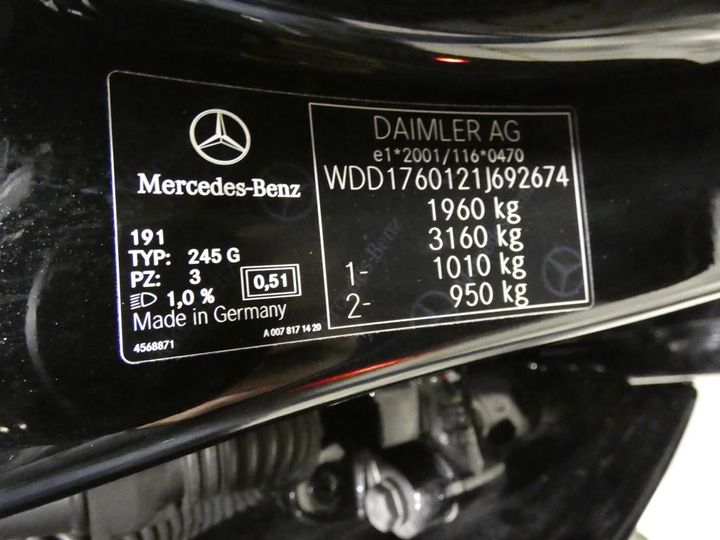 Mercedes-Benz
191
TYP: 245 G
PZ: 3
0,51
1,0 %
Made in Germany
4568871
A 007 817 14 20
DAIMLER AG
e1*2001/116*0470
WDD1760121J692674
1960 kg
3160 kg
1- 1010 kg
2- 950 kg